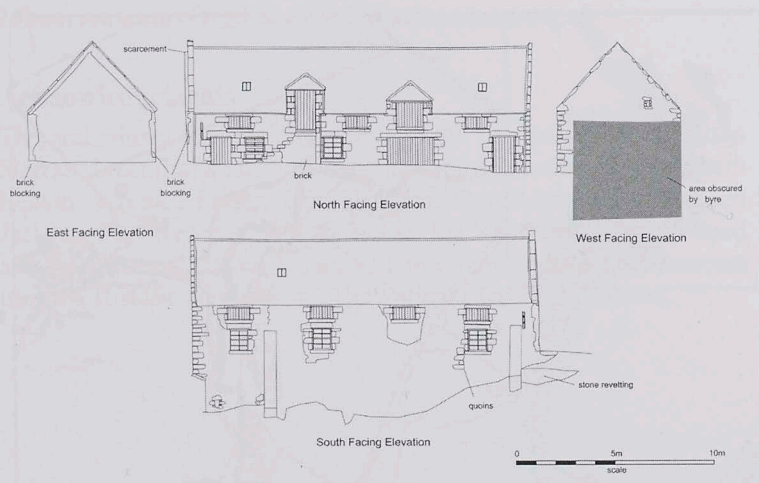 scarcement
brick
blocking
brick
blocking
brick
North Facing Elevation
East Facing Elevation
area obscured
by byre
West Facing Elevation
stone revetting
quoins
South Facing Elevation
0 5m 10m
scale